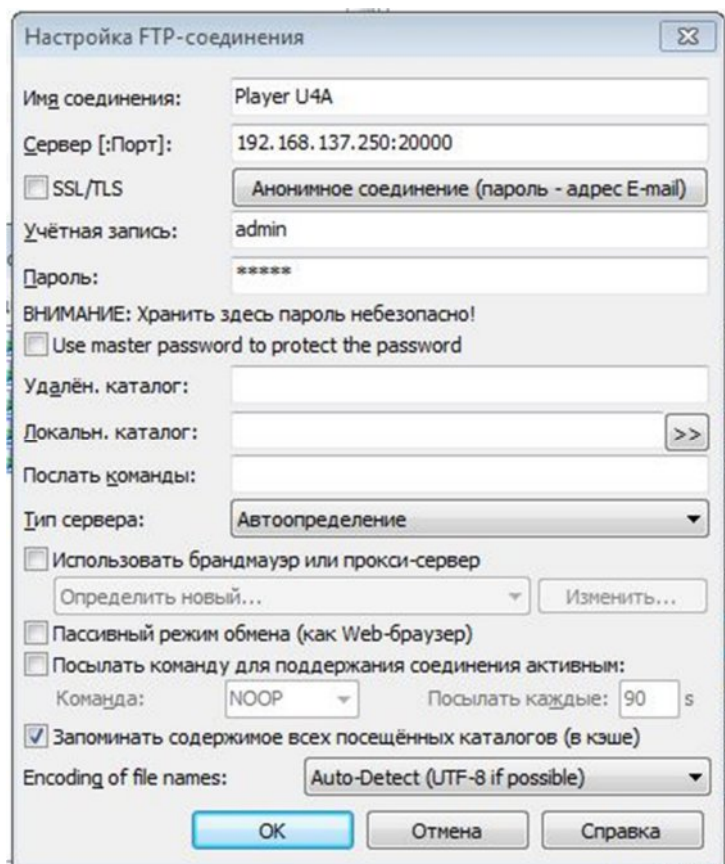 Настройка FTP-соединения
Имя соединения: Player U4A
Сервер [:Порт]: 192.168.137.250:20000
SSL/TLS Анонимное соединение (пароль - адрес E-mail)
Учётная запись: admin
Пароль: *****
ВНИМАНИЕ: Хранить здесь пароль небезопасно!
Use master password to protect the password
Удалён. каталог:
Локальн. каталог: >>
Послать команды:
Тип сервера: Автоопределение
Использовать брандмауэр или прокси-сервер
Определить новый... Изменить...
Пассивный режим обмена (как Web-браузер)
Посылать команду для поддержания соединения активным:
Команда: NOOP Посылать каждые: 90 s
Запоминать содержимое всех посещённых каталогов (в кэше)
Encoding of file names: Auto-Detect (UTF-8 if possible)
OK Отмена Справка